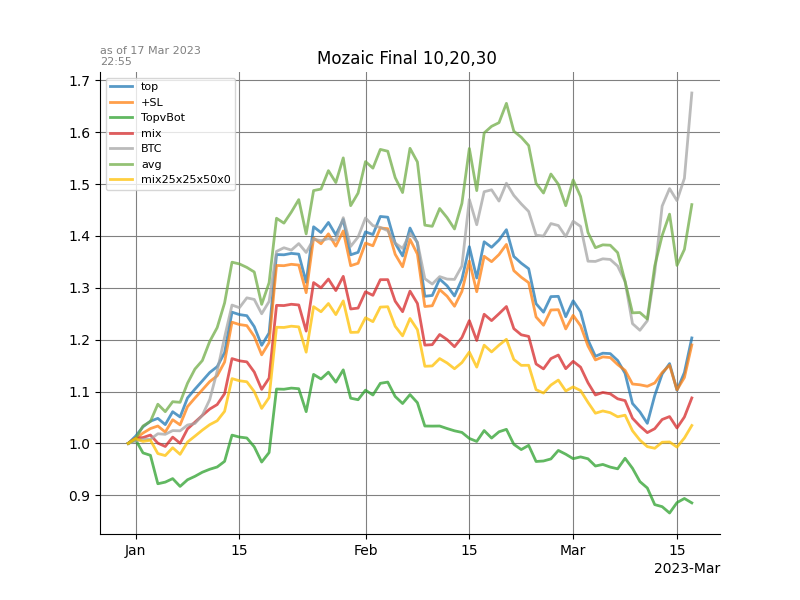 as of 17 Mar 2023
22:55
Mozaic Final 10,20,30
top
+SL
TopvBot
mix
BTC
avg
mix25x25x50x0
1.7
1.6
1.5
1.4
1.3
1.2
1.1
1.0
0.9
Jan 15 Feb 15 Mar 15
2023-Mar